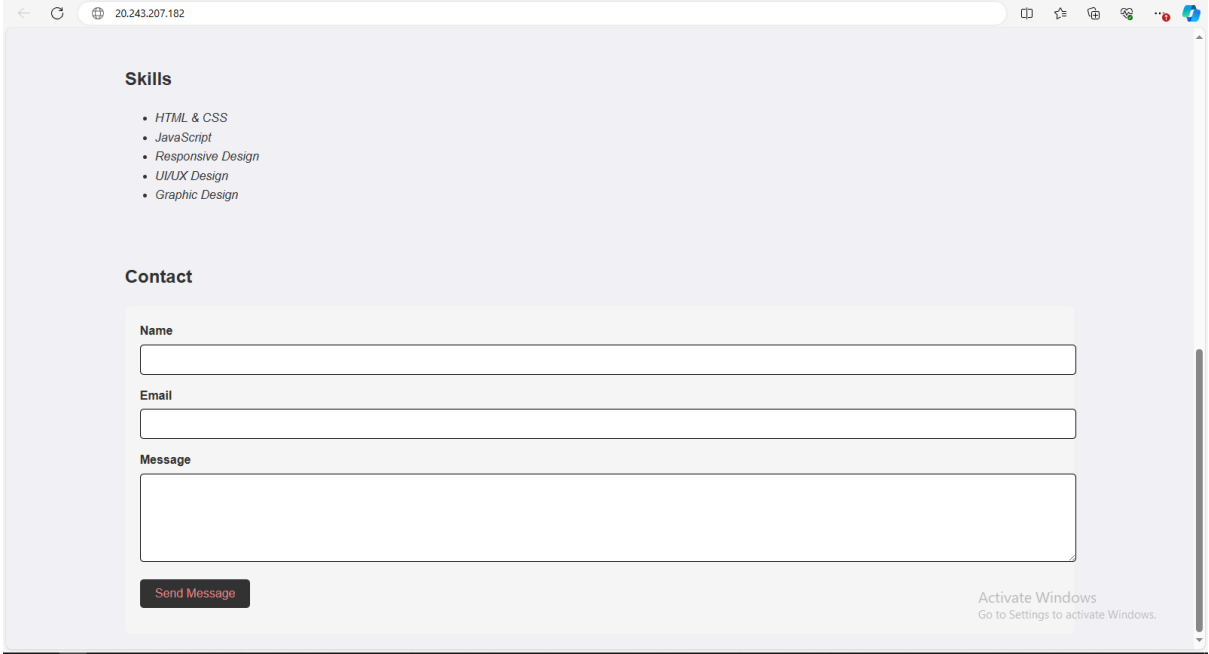 20.243.207.182
Skills
• HTML & CSS
• JavaScript
• Responsive Design
• UI/UX Design
• Graphic Design
Contact
Name
Email
Message
Send Message
Activate Windows
Go to Settings to activate Windows.